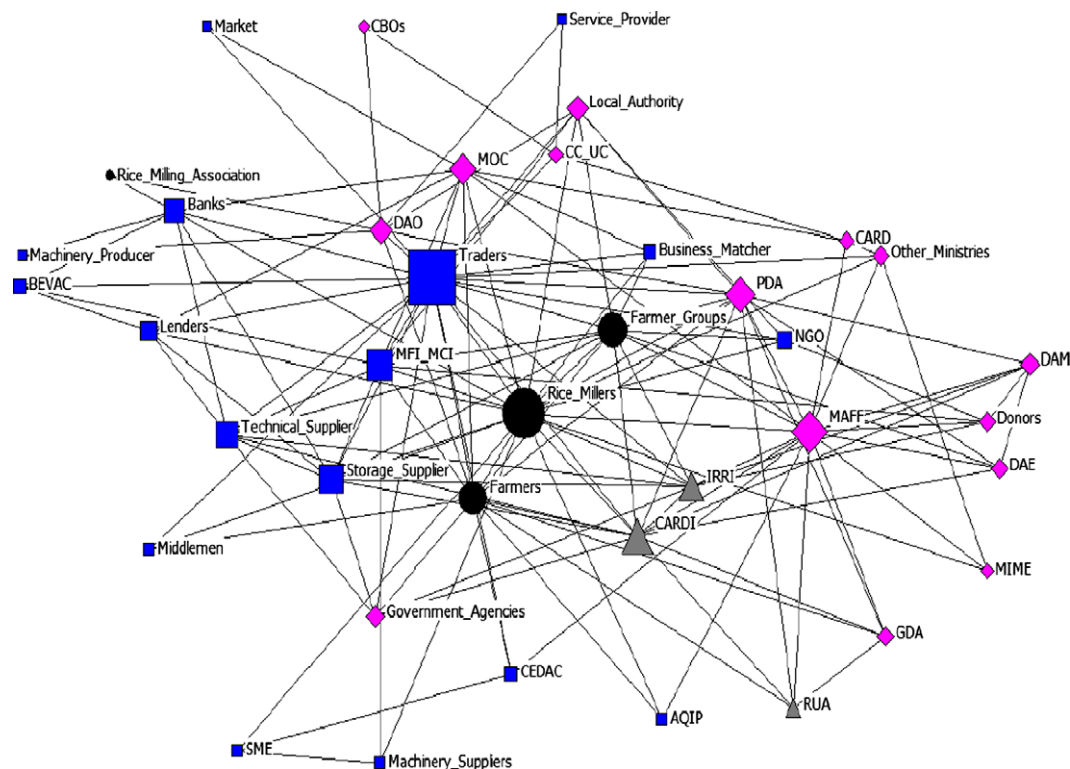 Market
CBOs
Service_Provider
Local_Authority
CC_UC
MOC
Rice_Milling_Association
Banks
DAO
CARD
Machinery_Producer
Traders
Business_Matcher
Other_Ministries
BEVAC
PDA
Lenders
Farmer_Groups
NGO
MFI_MCI
DAM
Rice_Millers
MAFF
Donors
Technical_Supplier
Storage_Supplier
IRRI
DAE
Farmers
CARDI
Middlemen
MIME
Government_Agencies
GDA
CEDAC
RUA
AQIP
SME
Machinery_Suppliers